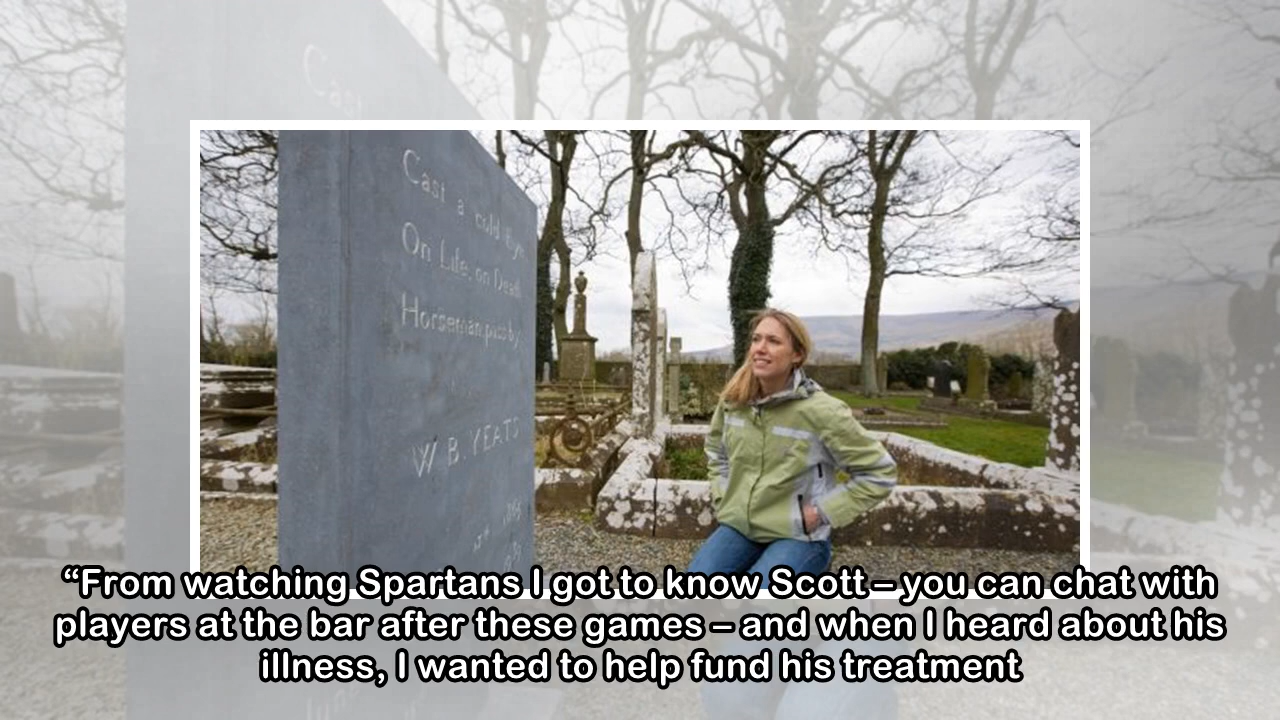 Cast
Cast a cold Eye
On Life, on Death
Horseman, pass by
W. B. YEATS
“From watching Spartans I got to know Scott – you can chat with
players at the bar after these games – and when I heard about his
illness, I wanted to help fund his treatment